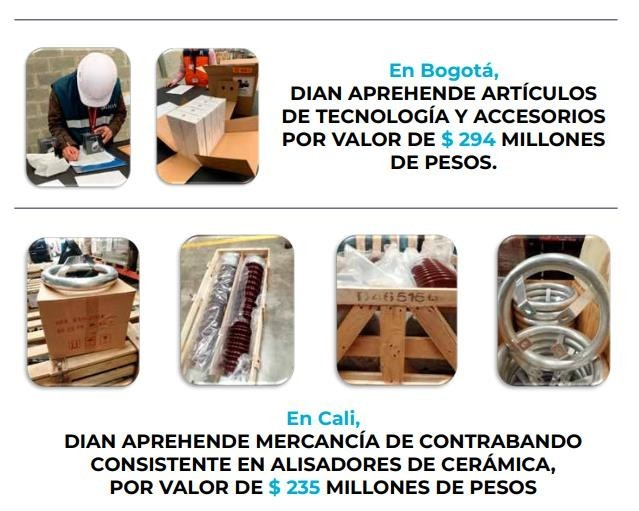 En Bogotá,
DIAN APREHENDE ARTÍCULOS
DE TECNOLOGÍA Y ACCESORIOS
POR VALOR DE $ 294 MILLONES
DE PESOS.
D465166
En Cali,
DIAN APREHENDE MERCANCÍA DE CONTRABANDO
CONSISTENTE EN ALISADORES DE CERÁMICA,
POR VALOR DE $ 235 MILLONES DE PESOS